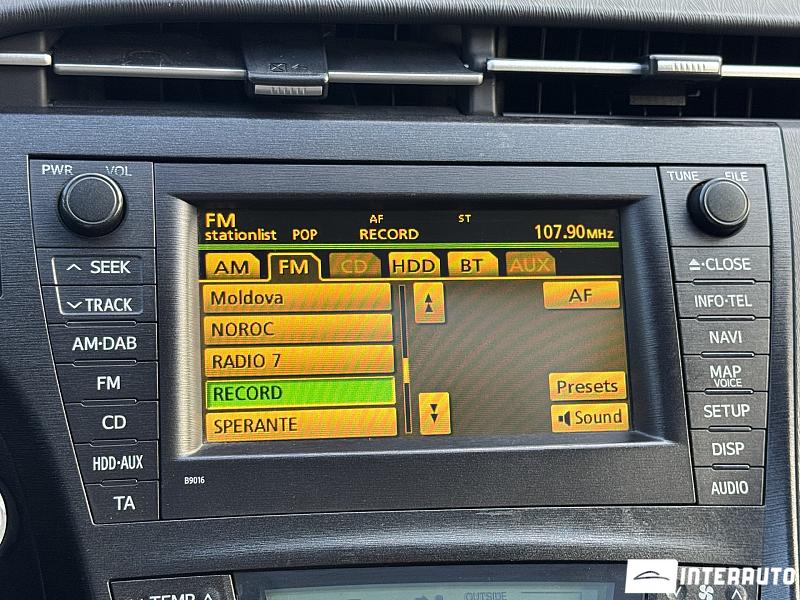 PWR VOL
TUNE FILE
FM
AF
ST
stationlist POP RECORD 107.90MHz
AM FM CD HDD BT AUX
Moldova
NOROC
RADIO 7
RECORD
SPERANTE
AF
Presets
Sound
SEEK
TRACK
AM·DAB
FM
CD
HDD·AUX
TA
CLOSE
INFO·TEL
NAVI
MAP
VOICE
SETUP
DISP
AUDIO
B9016
TEMP
OUTSIDE
INTERAUTO